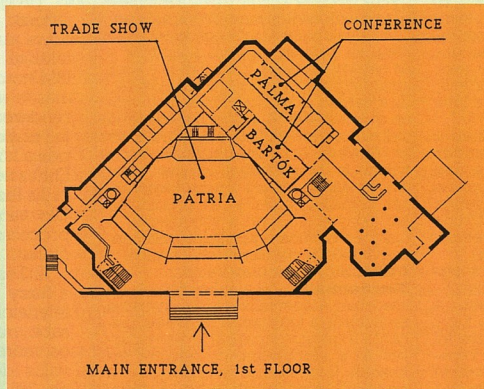 TRADE SHOW
CONFERENCE
PÁLMA
BARTÓK
PÁTRIA
MAIN ENTRANCE, 1st FLOOR